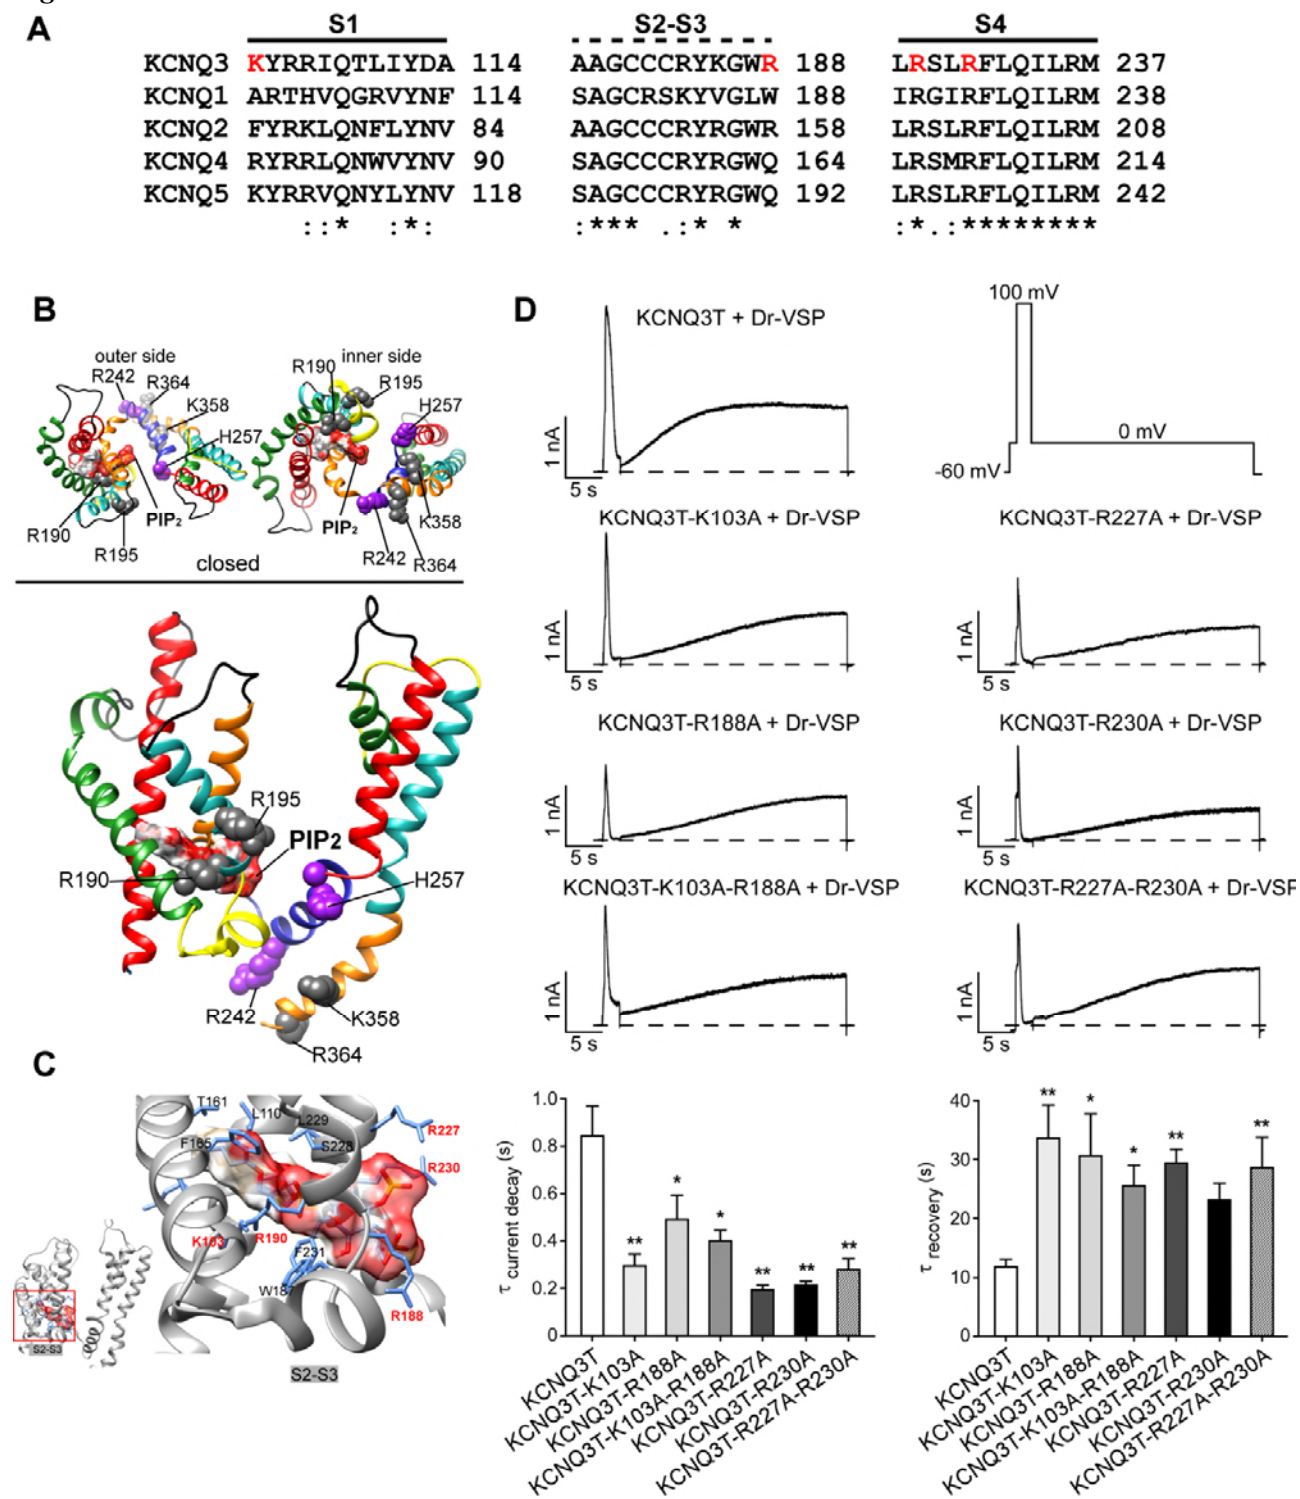 A
S1 S2-S3 S4
KCNQ3 KYRRIQTLIYDA 114 AAGCCCRYKGWR 188 LRSLRFLQILRM 237
KCNQ1 ARTHVQGRVYNF 114 SAGCRSKYVGLW 188 IRGIRFLQILRM 238
KCNQ2 FYRKLQNFLYNV 84 AAGCCCRYRGWR 158 LRSLRFLQILRM 208
KCNQ4 RYRRLQNWVYNV 90 SAGCCCRYRGWQ 164 LRSMRFLQILRM 214
KCNQ5 KYRRVQNYLYNV 118 SAGCCCRYRGWQ 192 LRSLRFLQILRM 242
::* :*: :*** .:* * :*.:********
B
outer side
R242
R364
K358
H257
R190
R195
PIP2
inner side
R190
R195
H257
K358
PIP2
R242
R364
closed
R195
PIP2
R190
H257
R242
K358
R364
C
T161
L110
L229
S228
F165
R227
R230
K103
R190
F231
W187
R188
S2-S3
S2-S3
D
KCNQ3T + Dr-VSP
1 nA
5 s
100 mV
0 mV
-60 mV
KCNQ3T-K103A + Dr-VSP
1 nA
5 s
KCNQ3T-R227A + Dr-VSP
1 nA
5 s
KCNQ3T-R188A + Dr-VSP
1 nA
5 s
KCNQ3T-R230A + Dr-VSP
1 nA
5 s
KCNQ3T-K103A-R188A + Dr-VSP
1 nA
5 s
KCNQ3T-R227A-R230A + Dr-VSP
1 nA
5 s
τ current decay (s)
1.0
0.8
0.6
0.4
0.2
0
** * * ** ** **
KCNQ3T
KCNQ3T-K103A
KCNQ3T-R188A
KCNQ3T-K103A-R188A
KCNQ3T-R227A
KCNQ3T-R230A
KCNQ3T-R227A-R230A
τ recovery (s)
40
30
20
10
0
** * * ** **
KCNQ3T
KCNQ3T-K103A
KCNQ3T-R188A
KCNQ3T-K103A-R188A
KCNQ3T-R227A
KCNQ3T-R230A
KCNQ3T-R227A-R230A